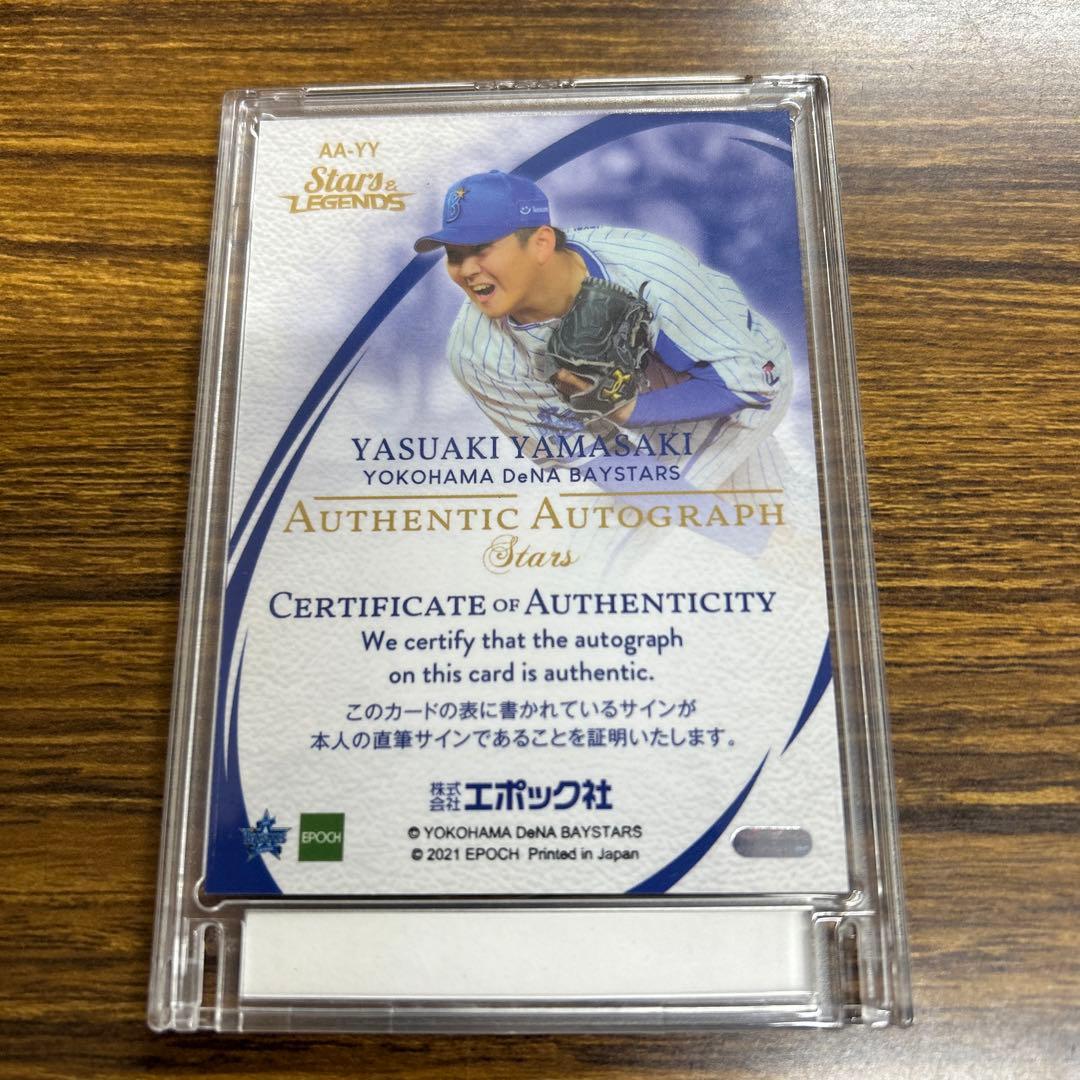 AA-YY
Stars &
LEGENDS
YASUAKI YAMASAKI
YOKOHAMA DeNA BAYSTARS
AUTHENTIC AUTOGRAPH
Stars
CERTIFICATE OF AUTHENTICITY
We certify that the autograph
on this card is authentic.
このカードの表に書かれているサインが
本人の直筆サインであることを証明いたします。
株式会社エポック社
EPOCH
© YOKOHAMA DeNA BAYSTARS
© 2021 EPOCH Printed in Japan